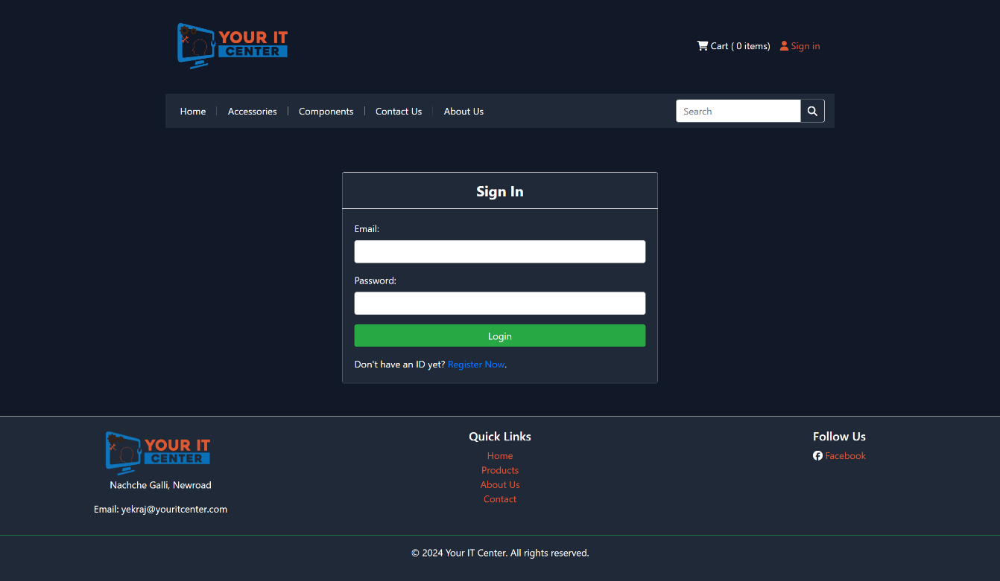 YOUR IT
CENTER
Cart ( 0 items) Sign in
Home Accessories Components Contact Us About Us Search
Sign In
Email:
Password:
Login
Don't have an ID yet? Register Now.
YOUR IT
CENTER
Nachche Galli, Newroad
Email: yekraj@youritcenter.com
Quick Links
Home
Products
About Us
Contact
Follow Us
Facebook
© 2024 Your IT Center. All rights reserved.